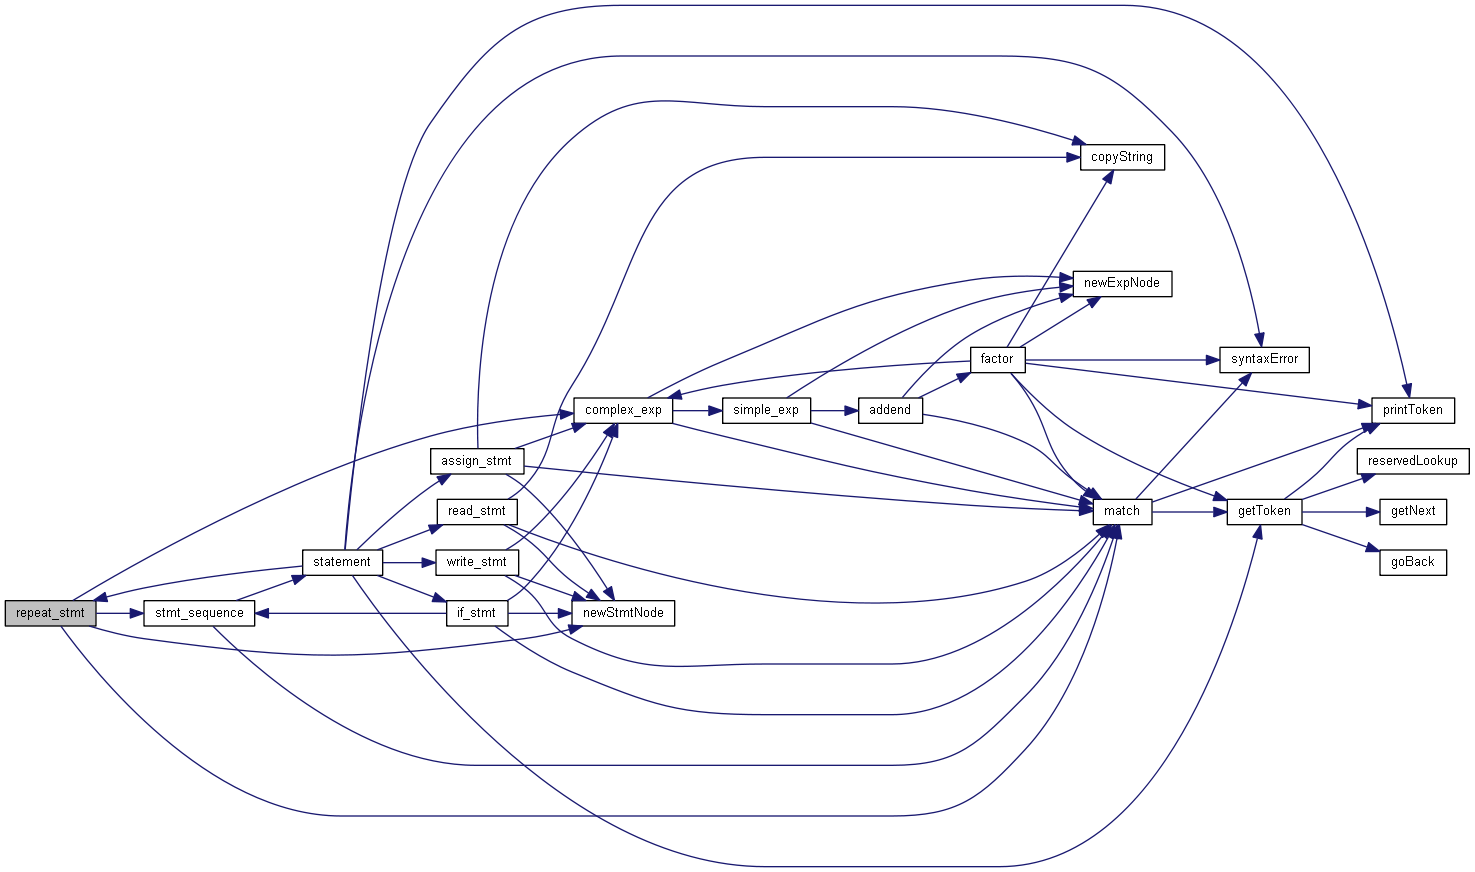 copyString
newExpNode
factor
syntaxError
complex_exp
simple_exp
addend
printToken
assign_stmt
reservedLookup
read_stmt
match
getToken
getNext
statement
write_stmt
goBack
repeat_stmt
stmt_sequence
if_stmt
newStmtNode